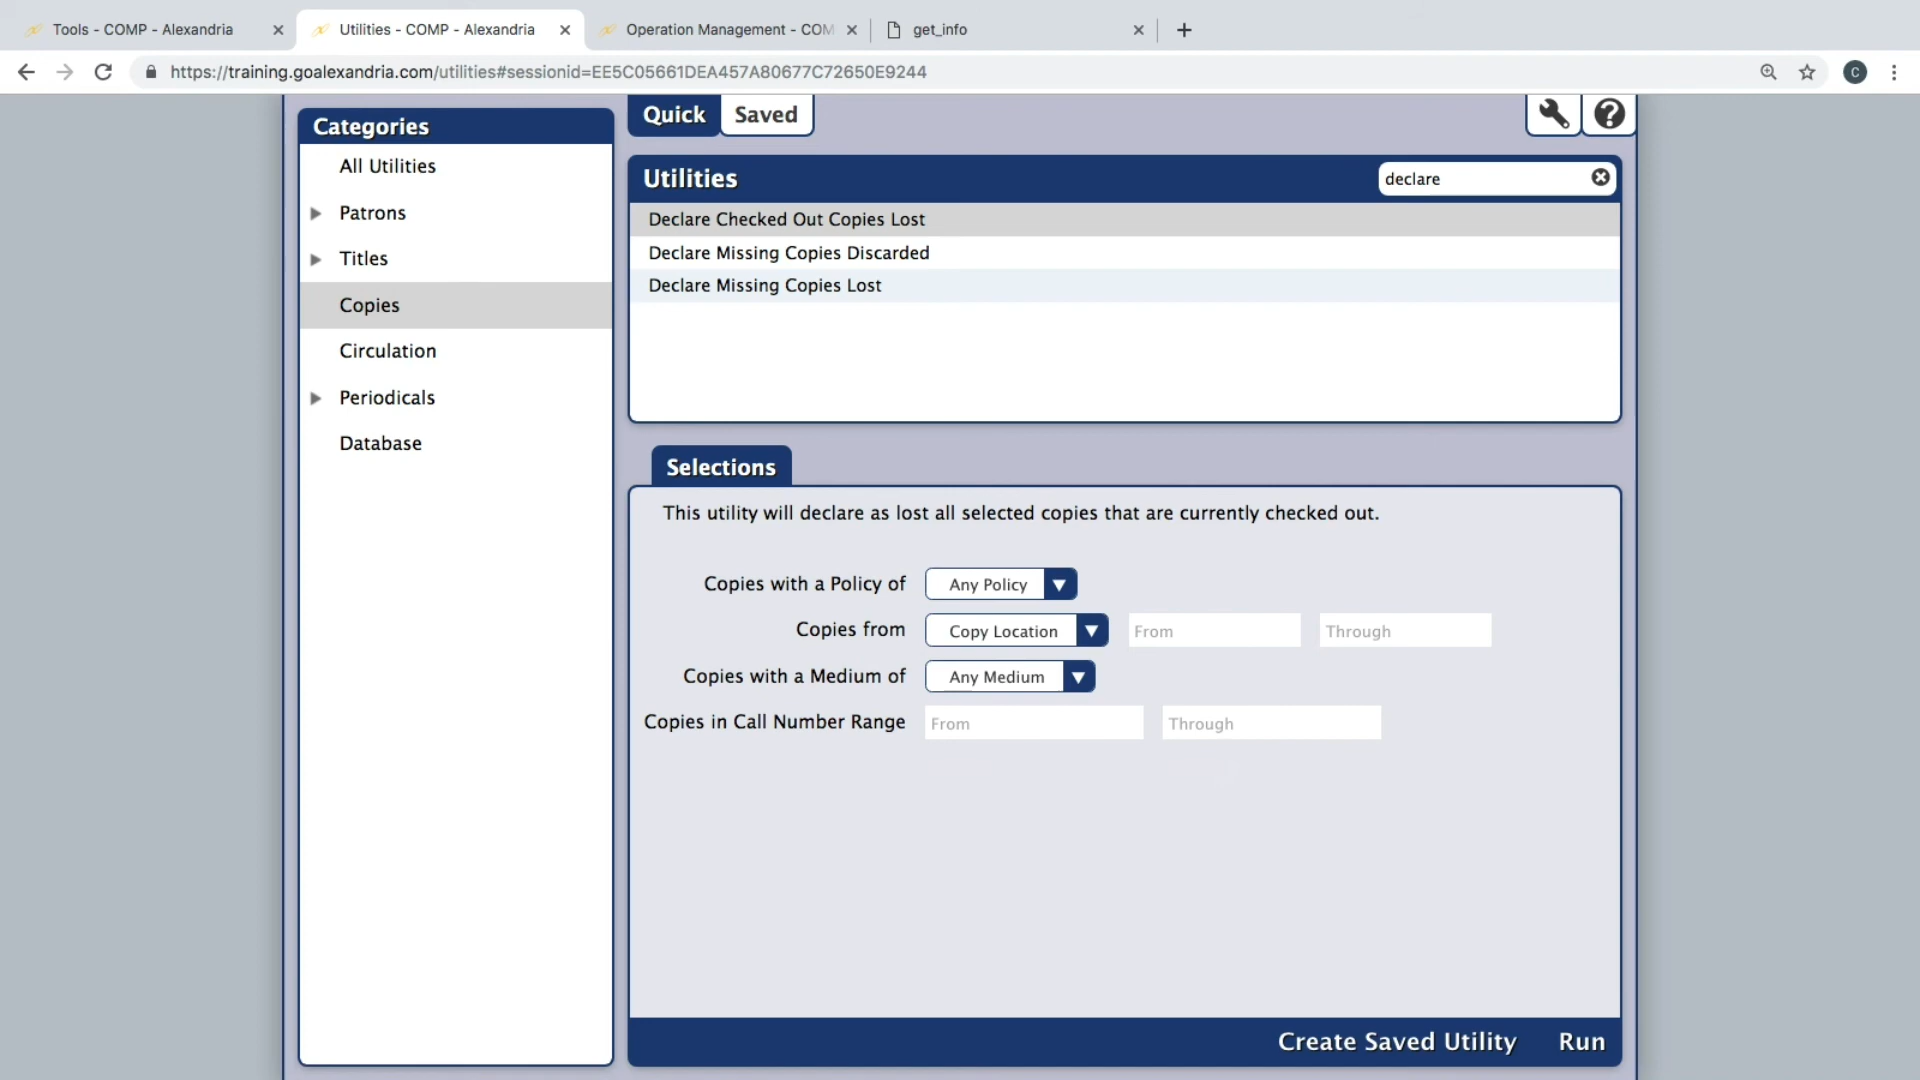 Tools - COMP - Alexandria
Utilities - COMP - Alexandria
Operation Management - COM
get_info
https://training.goalexandria.com/utilities#sessionid=EE5C05661DEA457A80677C72650E9244
C
Categories
All Utilities
Patrons
Titles
Copies
Circulation
Periodicals
Database
Quick
Saved
Utilities
declare
Declare Checked Out Copies Lost
Declare Missing Copies Discarded
Declare Missing Copies Lost
Selections
This utility will declare as lost all selected copies that are currently checked out.
Copies with a Policy of Any Policy
Copies from Copy Location From Through
Copies with a Medium of Any Medium
Copies in Call Number Range From Through
Create Saved Utility Run